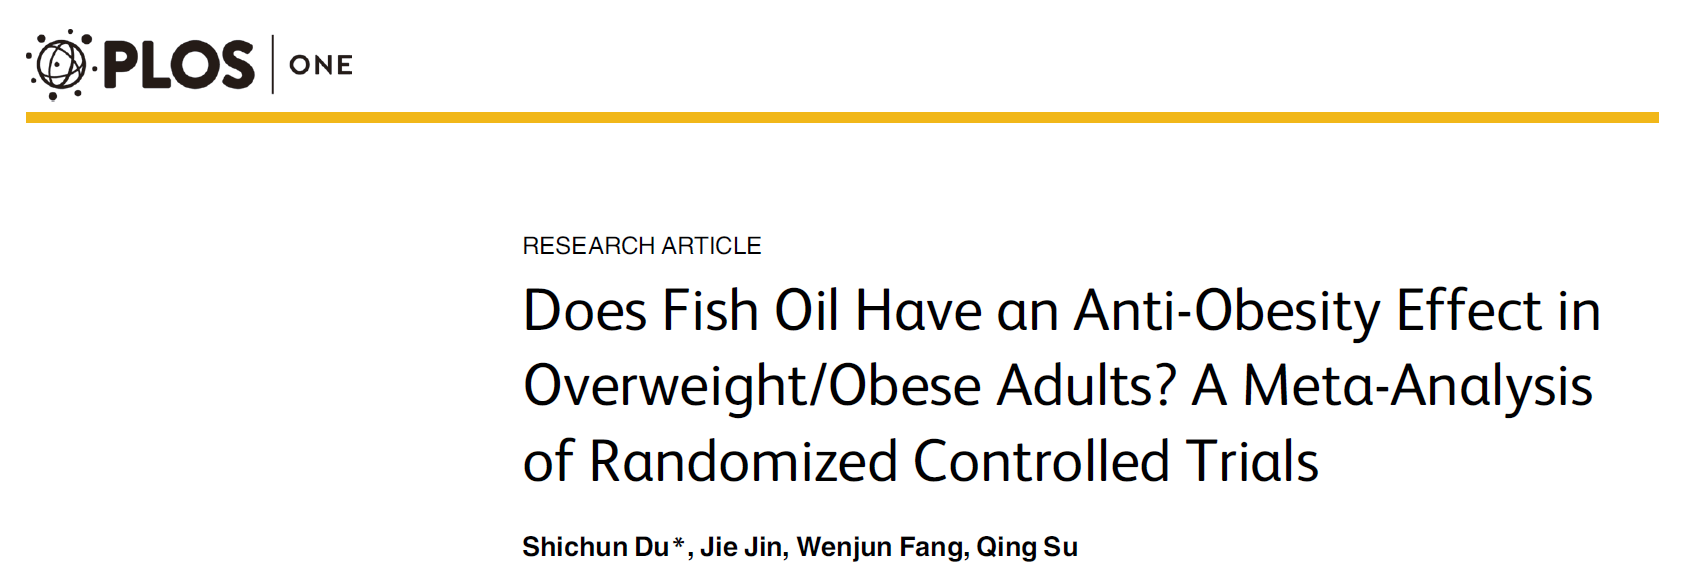 PLOS ONE
RESEARCH ARTICLE
Does Fish Oil Have an Anti-Obesity Effect in
Overweight/Obese Adults? A Meta-Analysis
of Randomized Controlled Trials
Shichun Du*, Jie Jin, Wenjun Fang, Qing Su